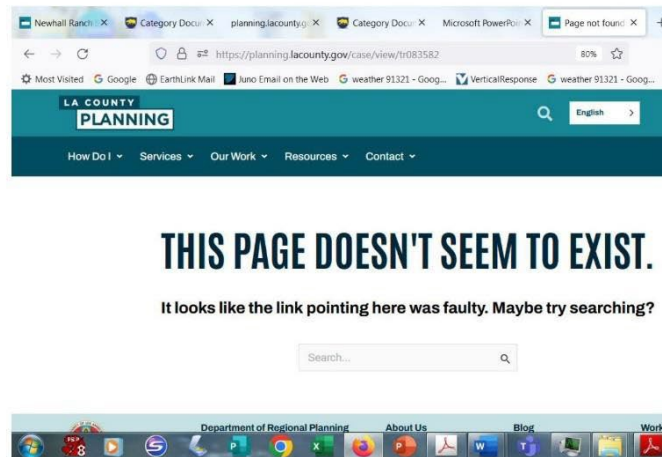 Newhall Ranch
Category Docu
planning.lacounty.g
Category Docu
Microsoft PowerPoi
Page not found
https://planning.lacounty.gov/case/view/tr083582
80%
Most Visited
Google
EarthLink Mail
Juno Email on the Web
weather 91321 - Goog...
VerticalResponse
weather 91321 - Goog...
LA COUNTY
PLANNING
English
How Do I
Services
Our Work
Resources
Contact
THIS PAGE DOESN'T SEEM TO EXIST.
It looks like the link pointing here was faulty. Maybe try searching?
Search...
Department of Regional Planning
About Us
Blog
Work